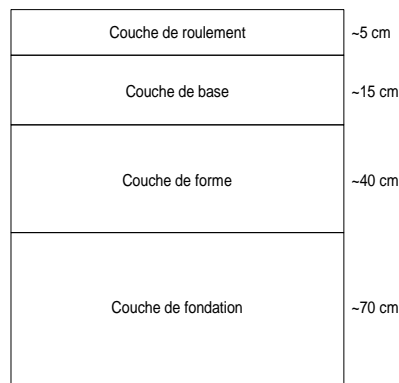 Couche de roulement ~5 cm
Couche de base ~15 cm
Couche de forme ~40 cm
Couche de fondation ~70 cm